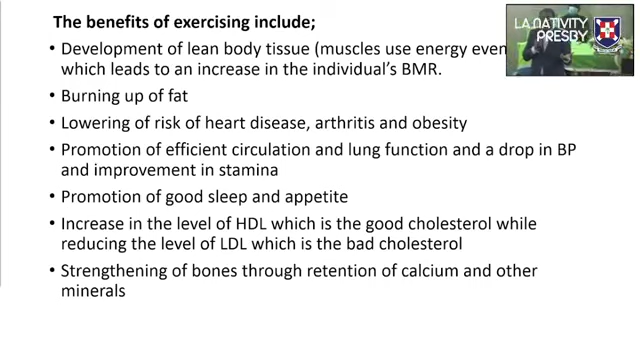 The benefits of exercising include;
• Development of lean body tissue (muscles use energy even
which leads to an increase in the individual's BMR.
• Burning up of fat
• Lowering of risk of heart disease, arthritis and obesity
• Promotion of efficient circulation and lung function and a drop in BP
and improvement in stamina
• Promotion of good sleep and appetite
• Increase in the level of HDL which is the good cholesterol while
reducing the level of LDL which is the bad cholesterol
• Strengthening of bones through retention of calcium and other
minerals
LA NATIVITY
PRESBY